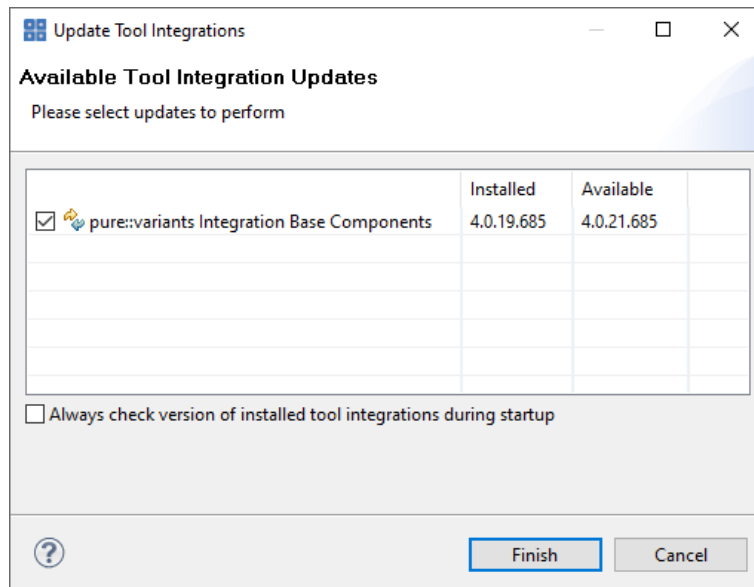 Update Tool Integrations
Available Tool Integration Updates
Please select updates to perform
Installed Available
pure::variants Integration Base Components 4.0.19.685 4.0.21.685
Always check version of installed tool integrations during startup
?
Finish Cancel